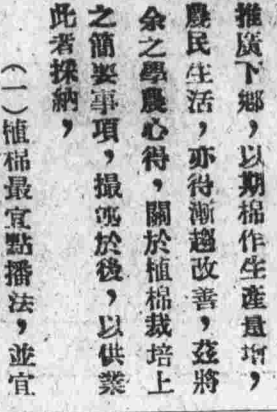 推廣下鄉，以期棉作生產量增，
農民生活，亦得漸趨改善，茲將
余之學農心得，關於植棉栽培上
之簡要事項，撮述於後，以供業
此者採納，
（一）植棉最宜點播法，並宜